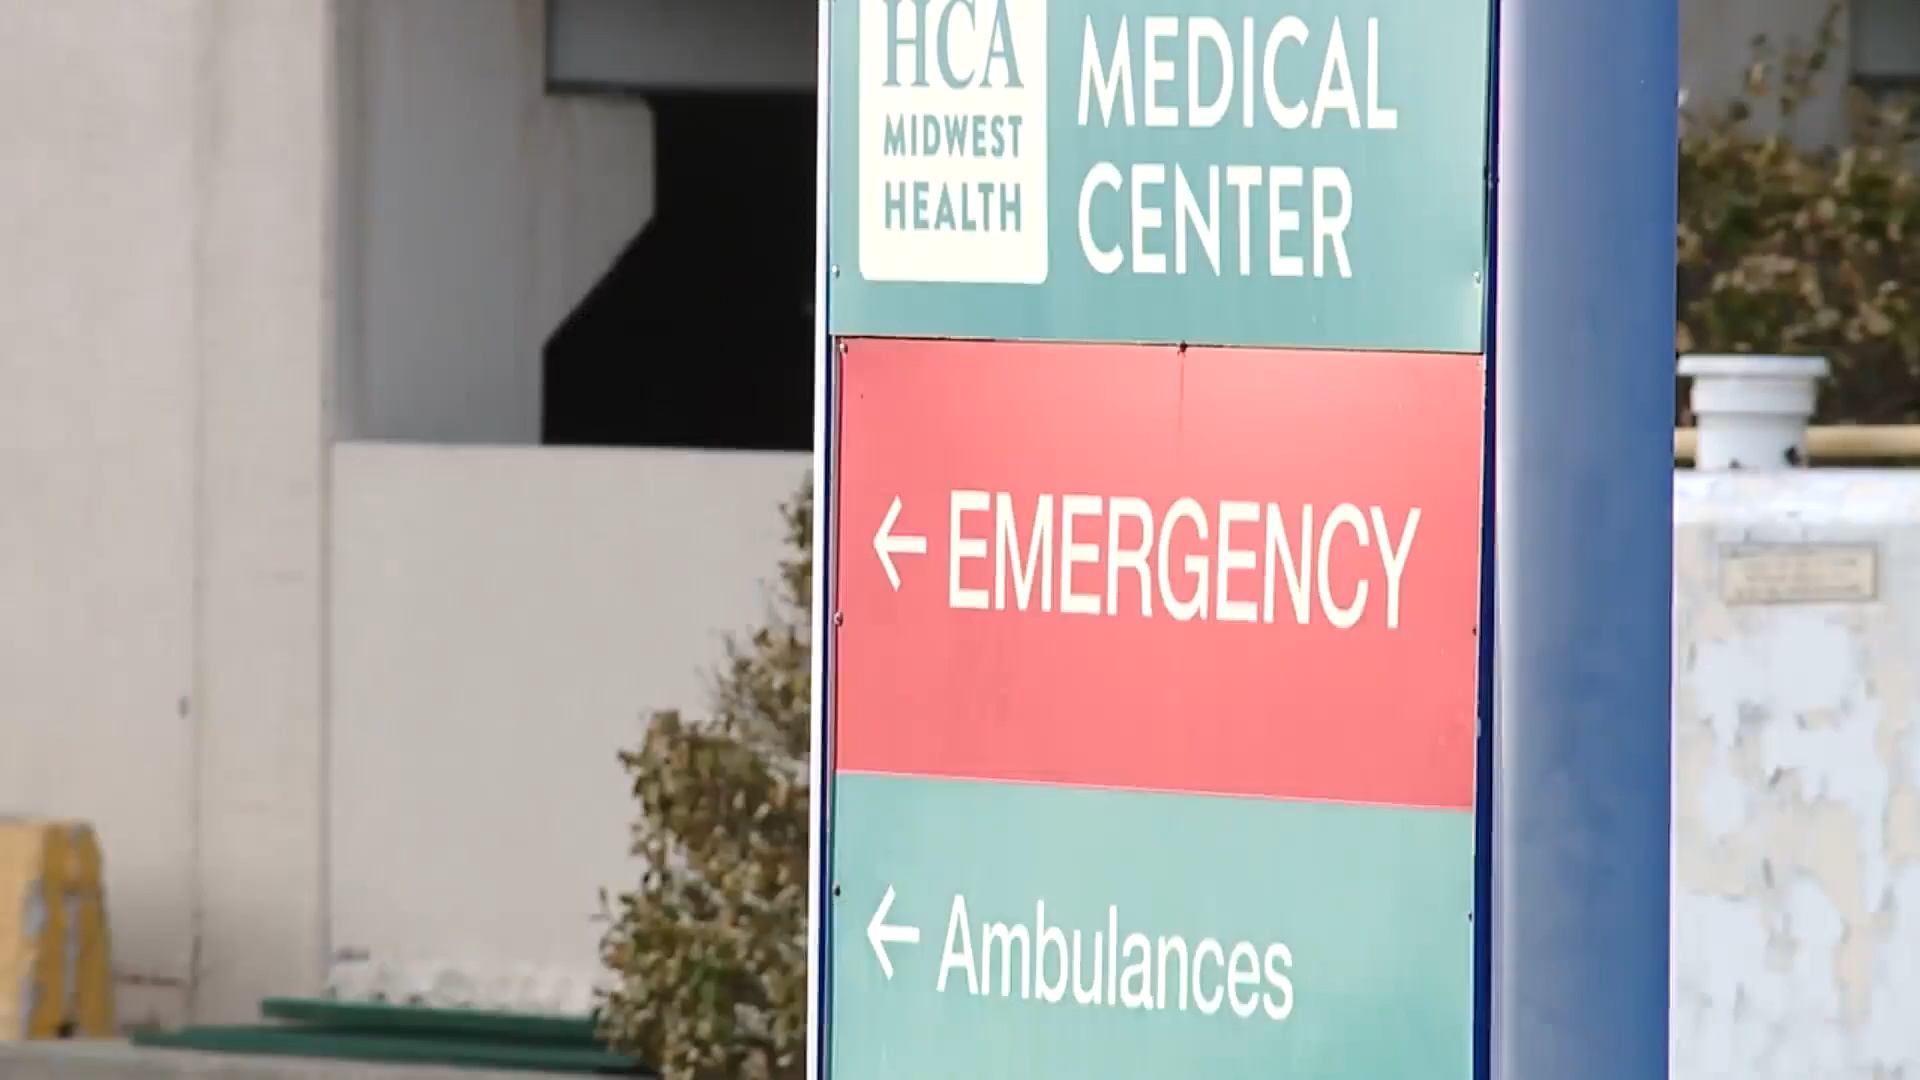 HCA
MIDWEST
HEALTH
MEDICAL
CENTER
← EMERGENCY
← Ambulances